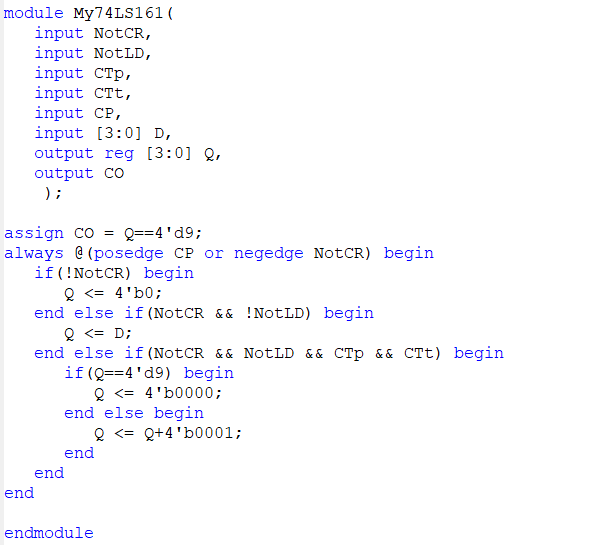 module My74LS161(
   input NotCR,
   input NotLD,
   input CTp,
   input CTt,
   input CP,
   input [3:0] D,
   output reg [3:0] Q,
   output CO
    );

assign CO = Q==4'd9;
always @(posedge CP or negedge NotCR) begin
   if(!NotCR) begin
      Q <= 4'b0;
   end else if(NotCR && !NotLD) begin
      Q <= D;
   end else if(NotCR && NotLD && CTp && CTt) begin
      if(Q==4'd9) begin
         Q <= 4'b0000;
      end else begin
         Q <= Q+4'b0001;
      end
   end
end

endmodule